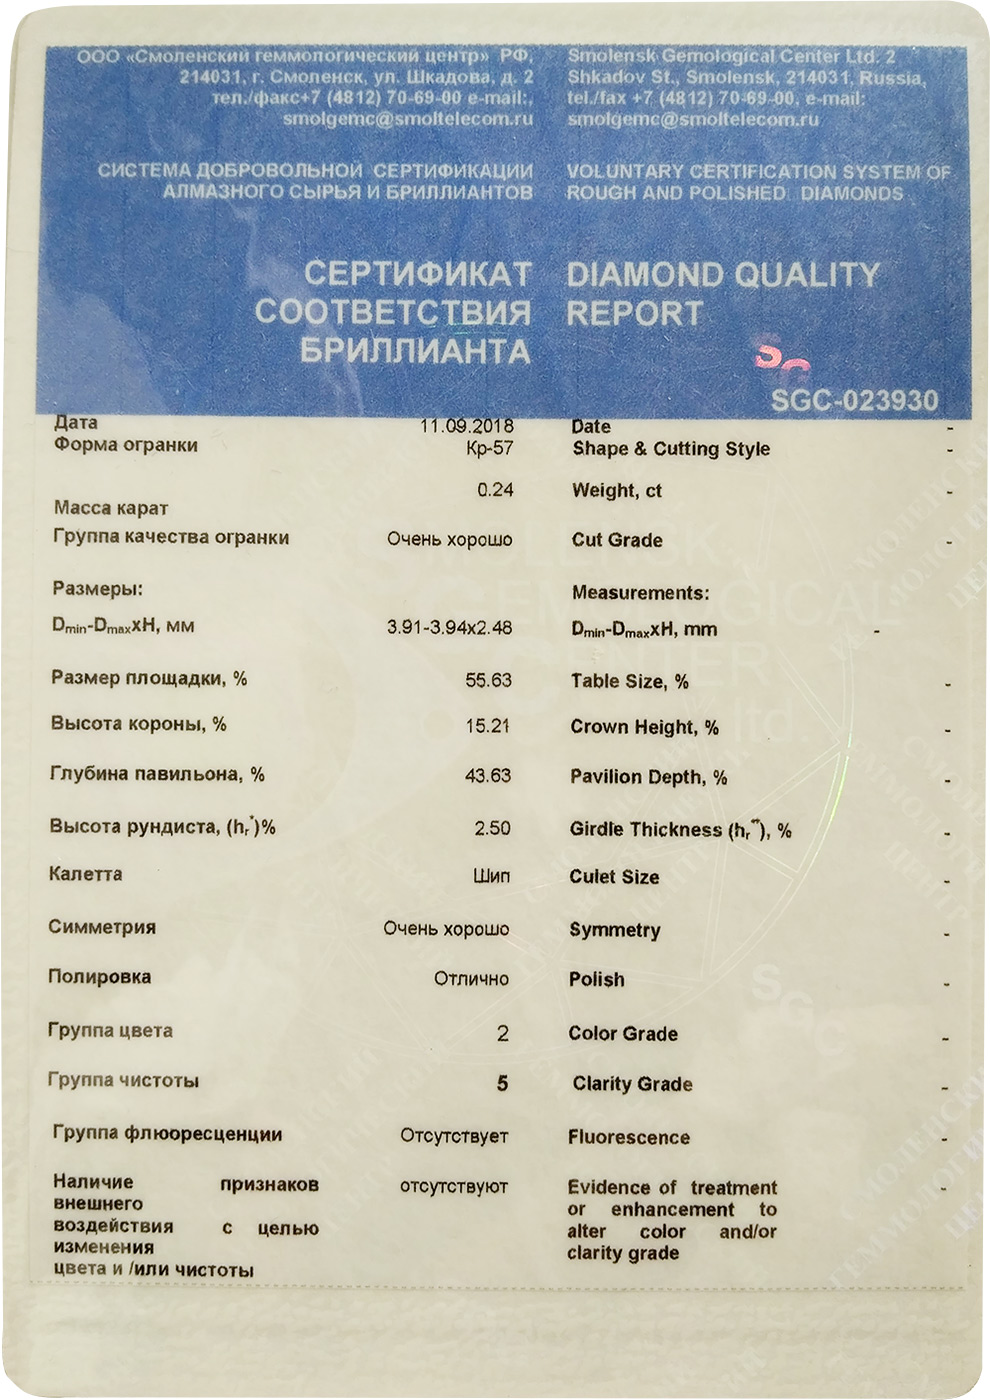 ООО «Смоленский геммологический центр» РФ,
214031, г. Смоленск, ул. Шкадова, д. 2
тел./факс+7 (4812) 70-69-00 e-mail:,
smolgemc@smoltelecom.ru
Smolensk Gemological Center Ltd. 2
Shkadov St., Smolensk, 214031, Russia,
tel./fax +7 (4812) 70-69-00, e-mail:
smolgemc@smoltelecom.ru
СИСТЕМА ДОБРОВОЛЬНОЙ СЕРТИФИКАЦИИ
АЛМАЗНОГО СЫРЬЯ И БРИЛЛИАНТОВ
VOLUNTARY CERTIFICATION SYSTEM OF
ROUGH AND POLISHED DIAMONDS
СЕРТИФИКАТ
СООТВЕТСТВИЯ
БРИЛЛИАНТА
DIAMOND QUALITY
REPORT
SG
SGC-023930
Дата 11.09.2018 Date -
Форма огранки Кр-57 Shape & Cutting Style -
Масса карат 0.24 Weight, ct -
Группа качества огранки Очень хорошо Cut Grade -
Размеры: Measurements:
Dmin-DmaxxH, мм 3.91-3.94x2.48 Dmin-DmaxxH, mm -
Размер площадки, % 55.63 Table Size, % -
Высота короны, % 15.21 Crown Height, % -
Глубина павильона, % 43.63 Pavilion Depth, % -
Высота рундиста, (hr*)% 2.50 Girdle Thickness (hr**), % -
Калетта Шип Culet Size -
Симметрия Очень хорошо Symmetry -
Полировка Отлично Polish -
Группа цвета 2 Color Grade -
Группа чистоты 5 Clarity Grade -
Группа флюоресценции Отсутствует Fluorescence -
Наличие признаков
внешнего
воздействия с целью
изменения
цвета и /или чистоты
отсутствуют
Evidence of treatment
or enhancement to
alter color and/or
clarity grade
-